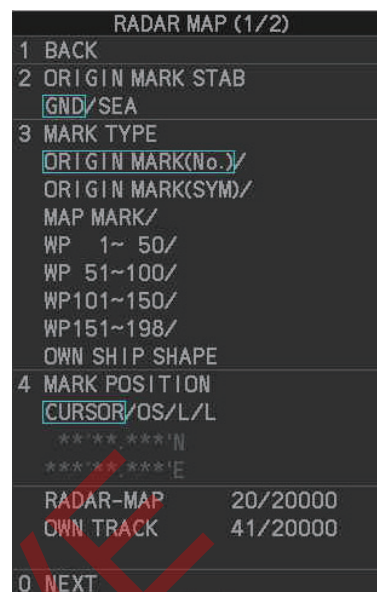 RADAR MAP (1/2)
1 BACK
2 ORIGIN MARK STAB
GND/SEA
3 MARK TYPE
ORIGIN MARK(No.)/
ORIGIN MARK(SYM)/
MAP MARK/
WP 1~ 50/
WP 51~100/
WP101~150/
WP151~198/
OWN SHIP SHAPE
4 MARK POSITION
CURSOR/OS/L/L
**'**.***'N
***'**.***'E
RADAR-MAP 20/20000
OWN TRACK 41/20000
0 NEXT